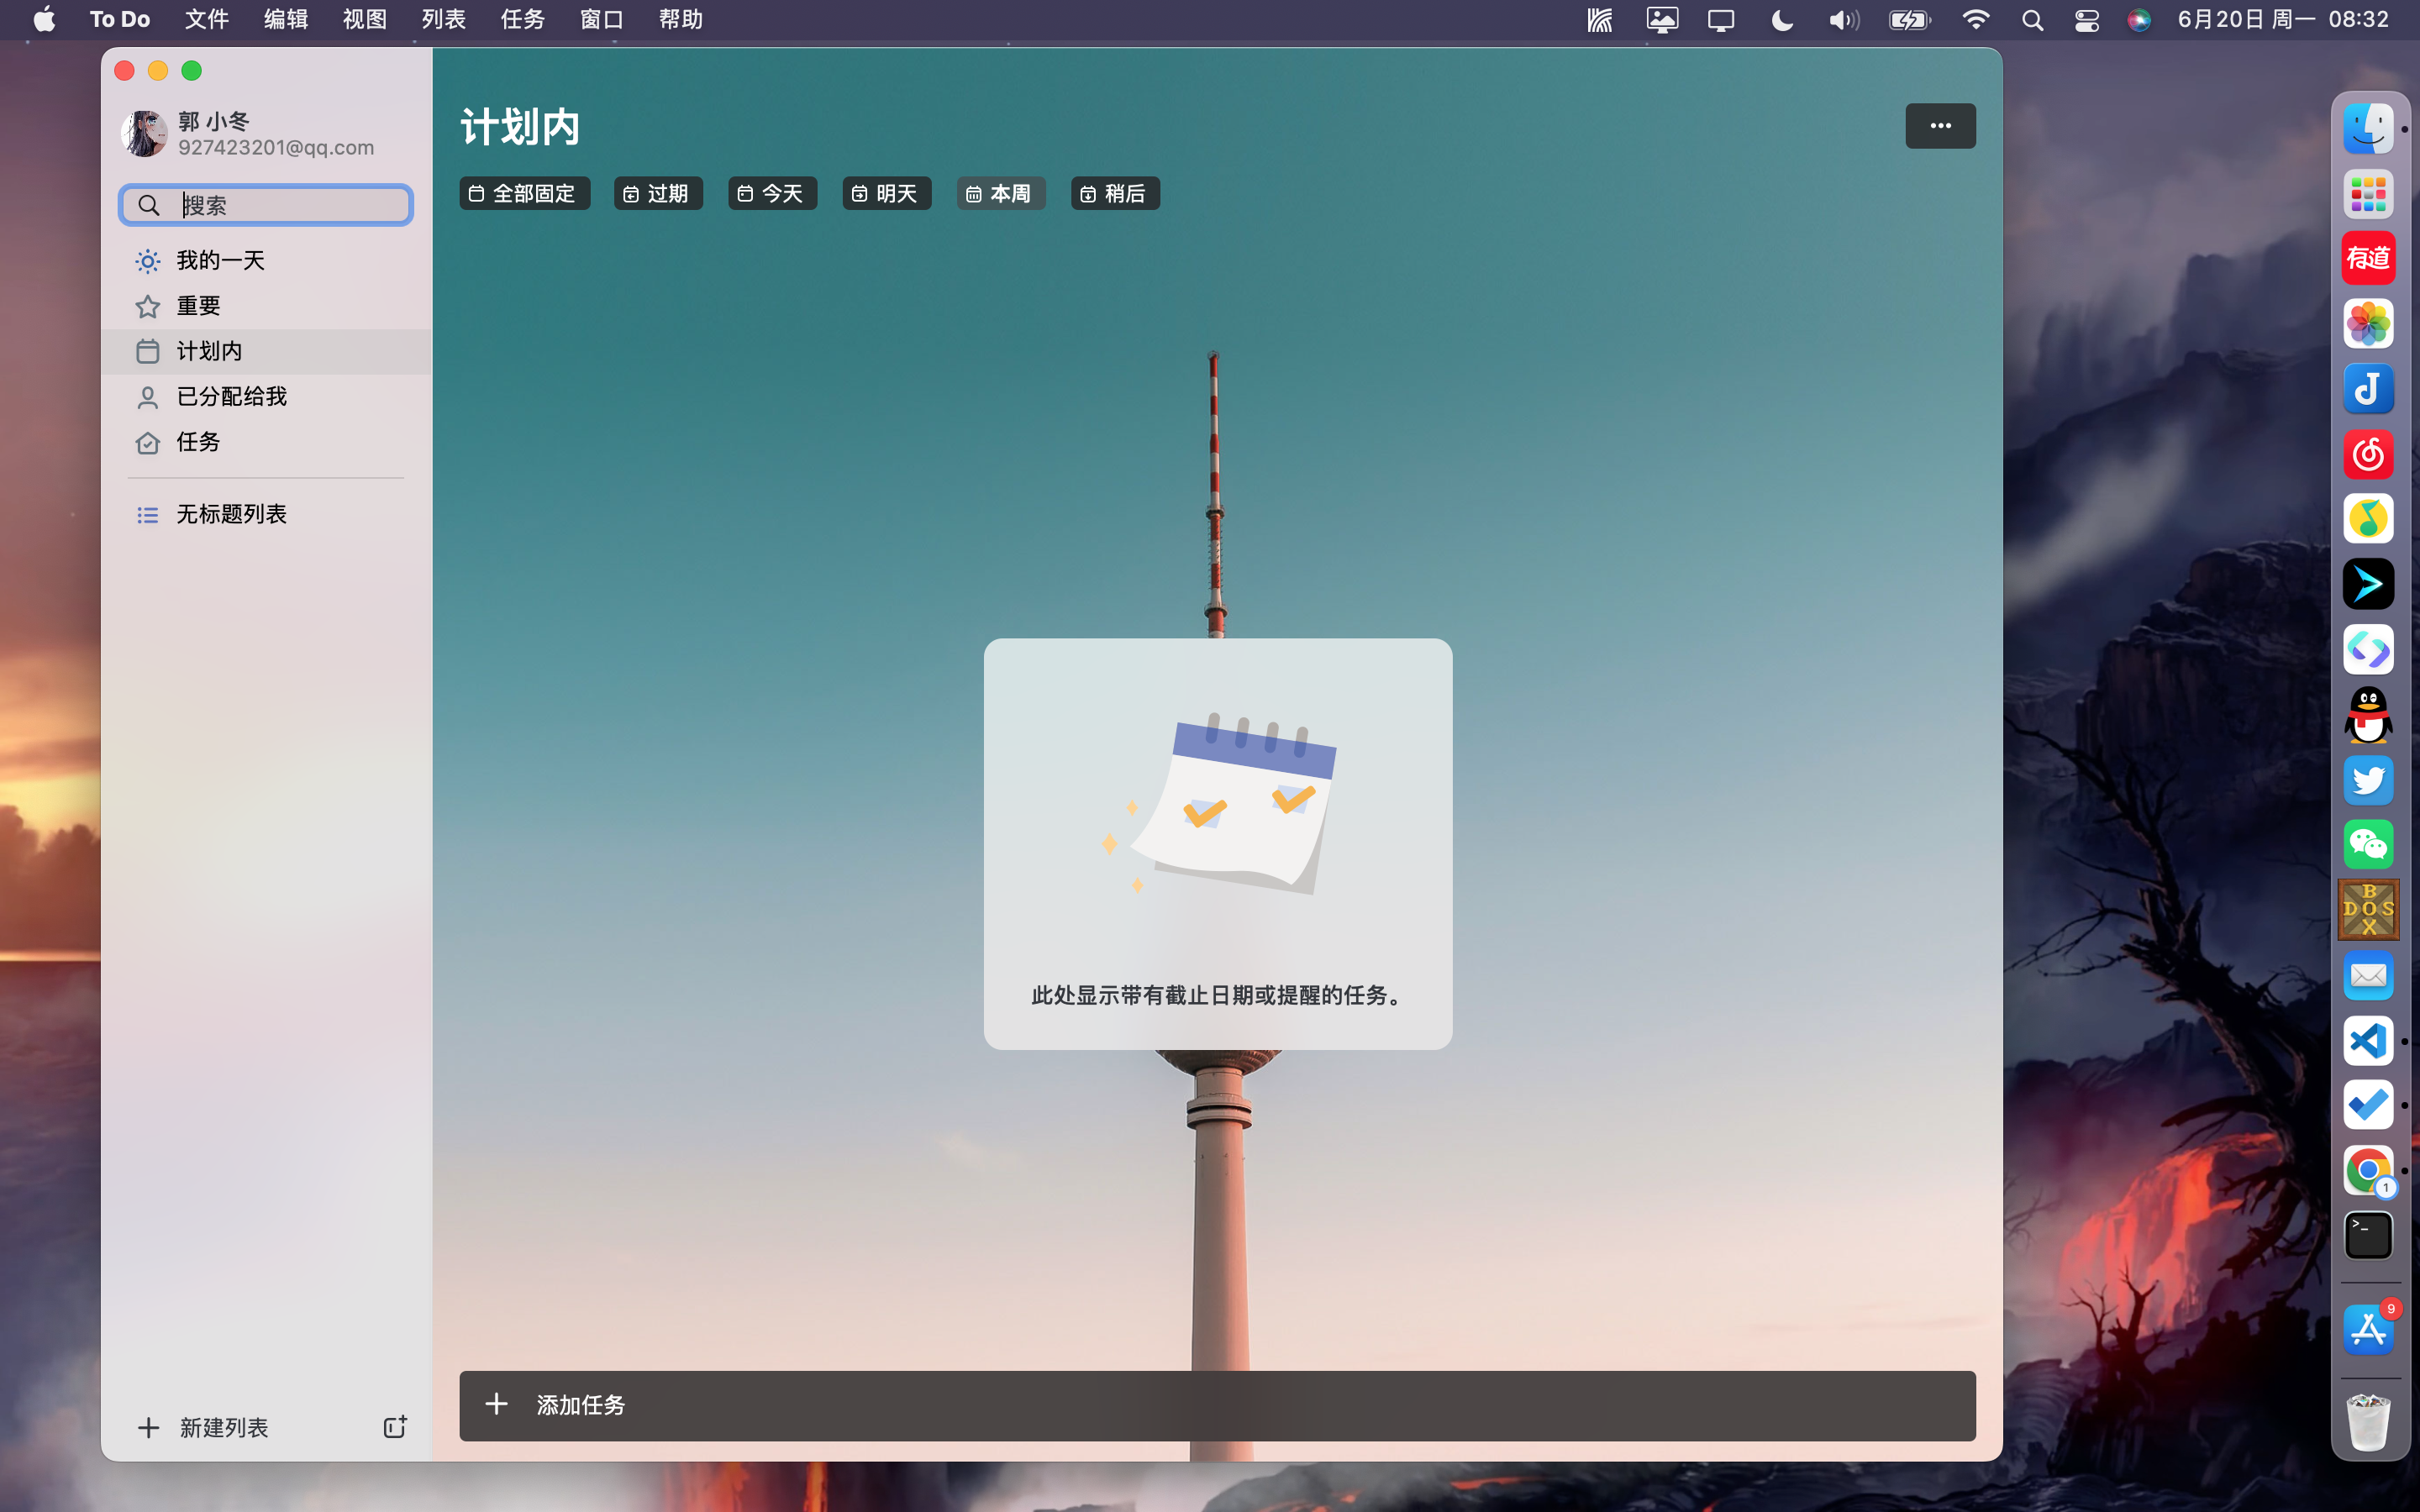 To Do 文件 编辑 视图 列表 任务 窗口 帮助 6月20日 周一 08:32
郭 小冬
927423201@qq.com
搜索
我的一天
重要
计划内
已分配给我
任务
无标题列表
新建列表
计划内
全部固定 过期 今天 明天 本周 稍后
此处显示带有截止日期或提醒的任务。
添加任务
有道
B
DOS
X
1
>_
9